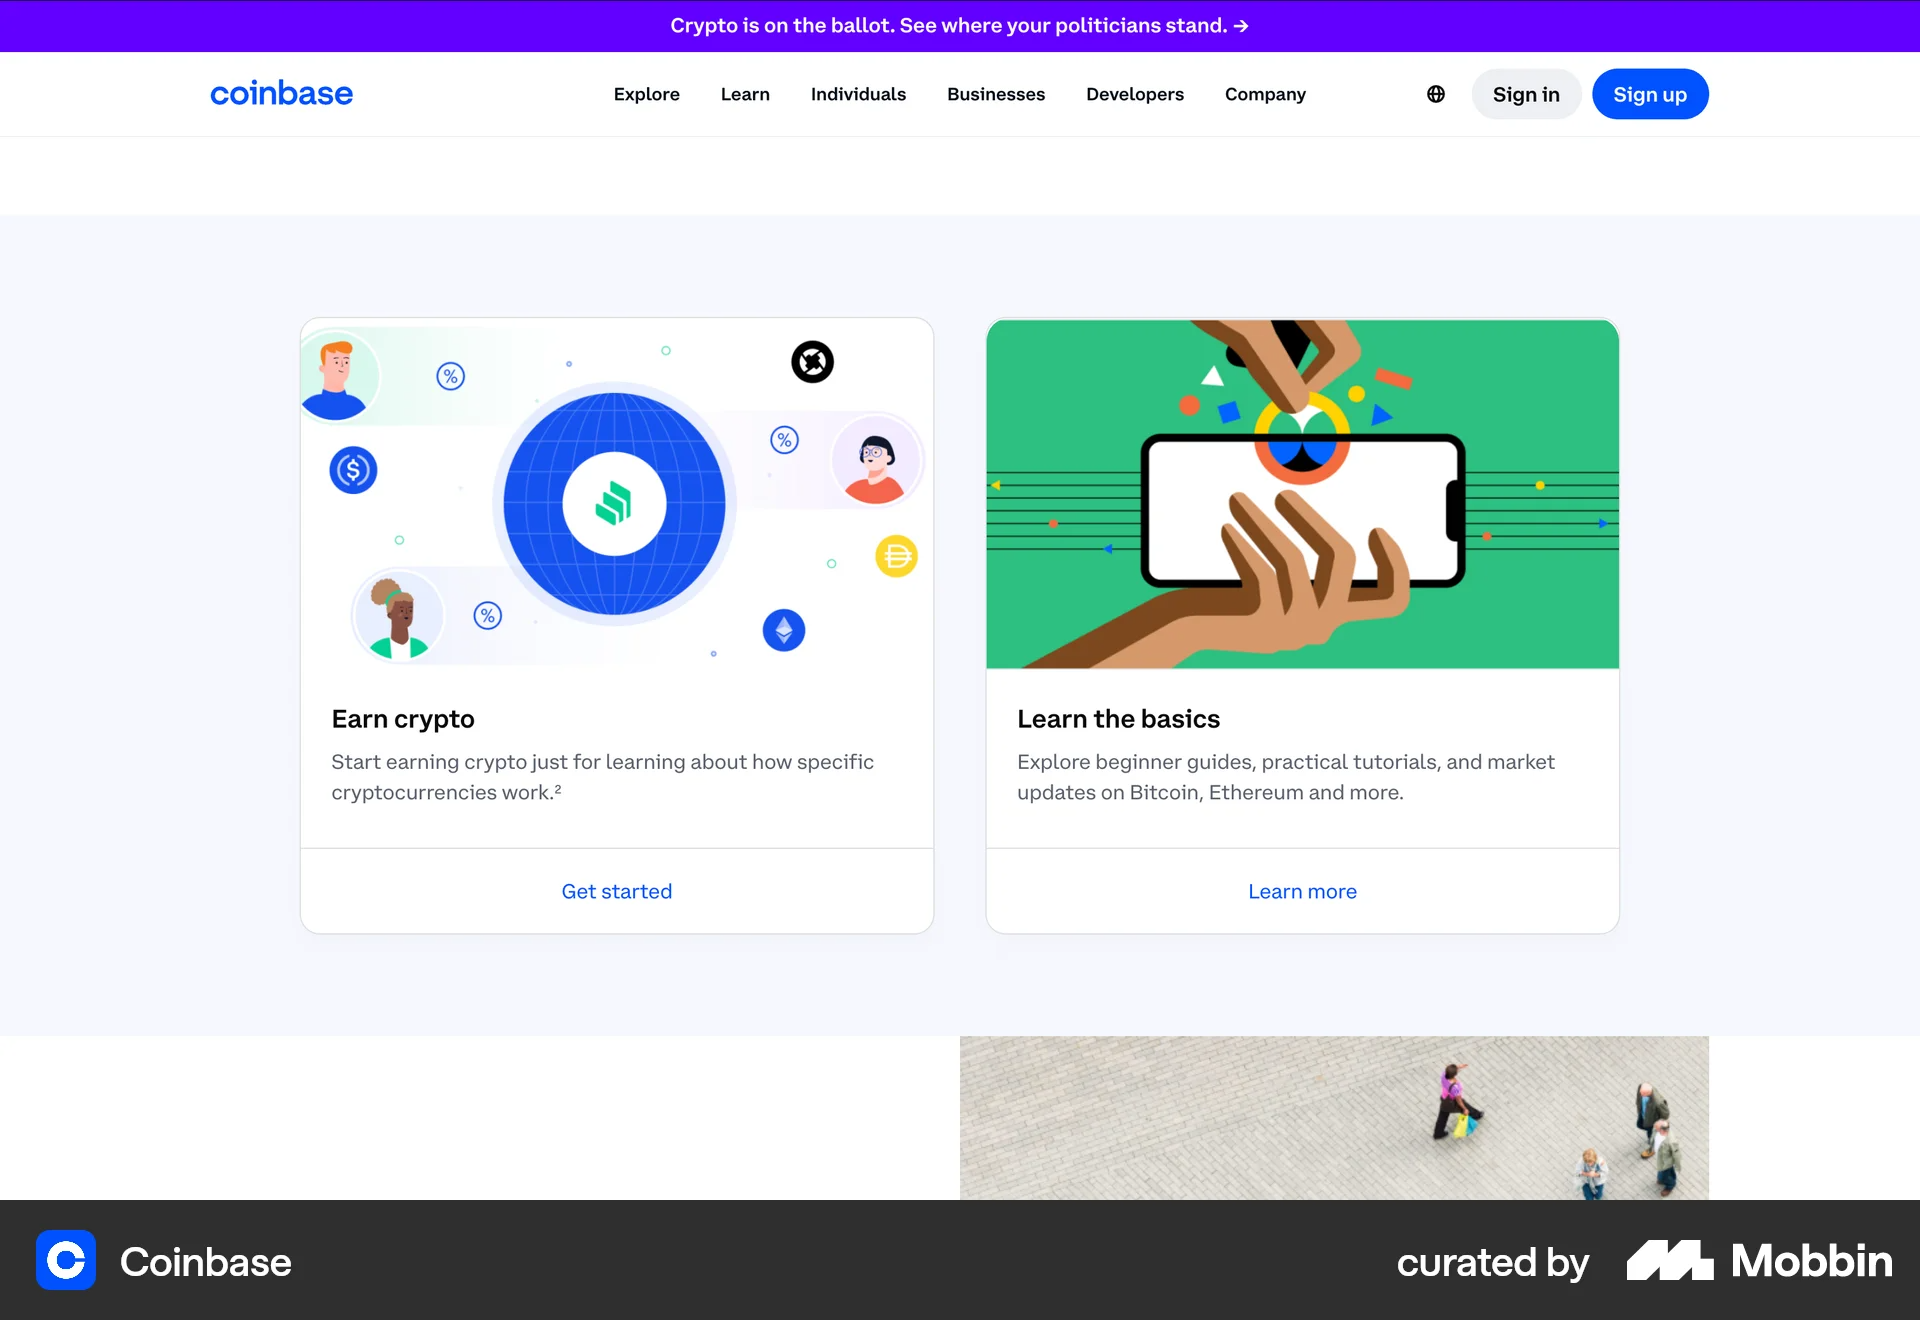 Crypto is on the ballot. See where your politicians stand. →
coinbase
Explore
Learn
Individuals
Businesses
Developers
Company
Sign in
Sign up
Earn crypto
Start earning crypto just for learning about how specific
cryptocurrencies work.²
Get started
Learn the basics
Explore beginner guides, practical tutorials, and market
updates on Bitcoin, Ethereum and more.
Learn more
Coinbase
curated by
Mobbin